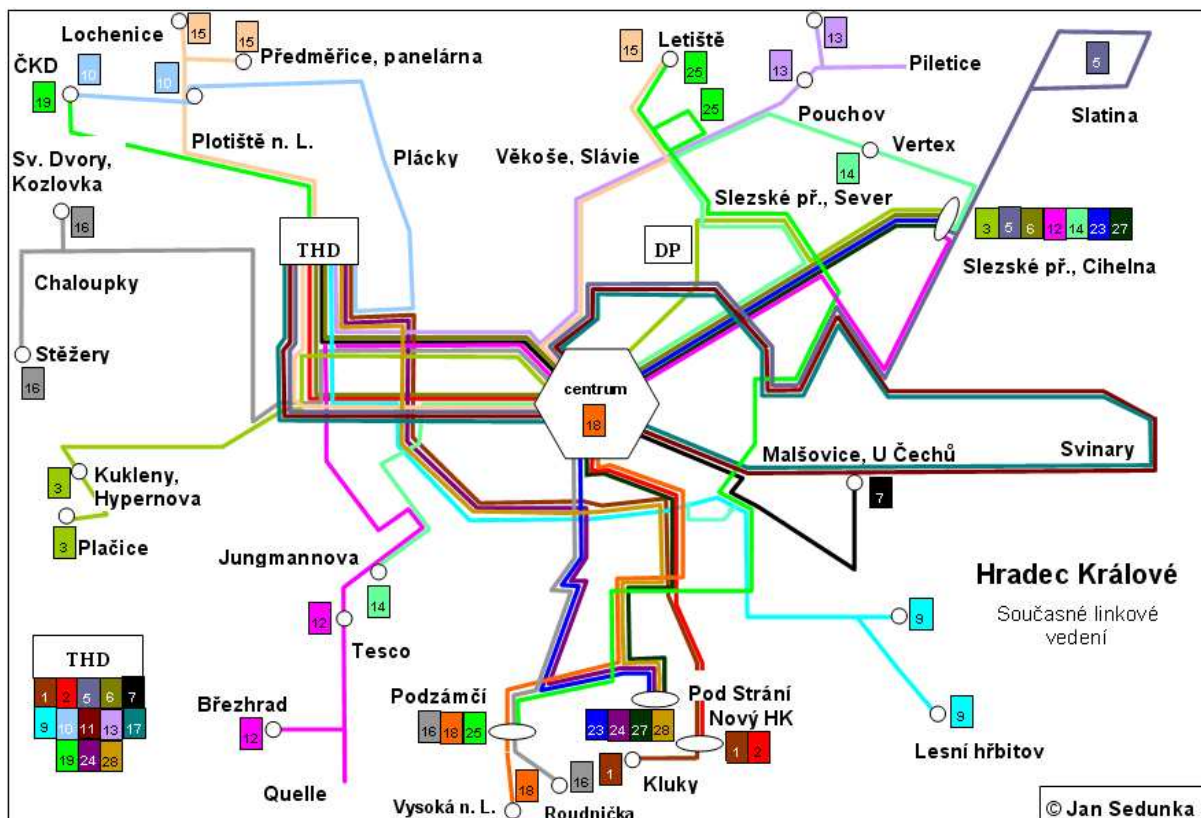 Lochenice
15
15
Předměřice, panelárna
ČKD
10
19
10
Plotiště n. L.
Plácky
Sv. Dvory,
Kozlovka
16
Chaloupky
Stěžery
16
THD
15
Letiště
25
25
13
13
Piletice
Pouchov
Věkoše, Slávie
Vertex
14
5
Slatina
Slezské př., Sever
DP
3 5 6 12 14 23 27
Slezské př., Cihelna
centrum
18
Svinary
Malšovice, U Čechů
7
3
Kukleny,
Hypernova
3
Plačice
Jungmannova
14
12
Tesco
Březhrad
12
Quelle
THD
1 2 5 6 7
9 10 11 13 17
19 24 28
Podzámčí
16 18 25
Pod Strání
23 24 27 28
Nový HK
1 2
1
Kluky
18
Vysoká n. L.
16
Roudnička
9
9
Lesní hřbitov
Hradec Králové
Současné linkové
vedení
© Jan Sedunka